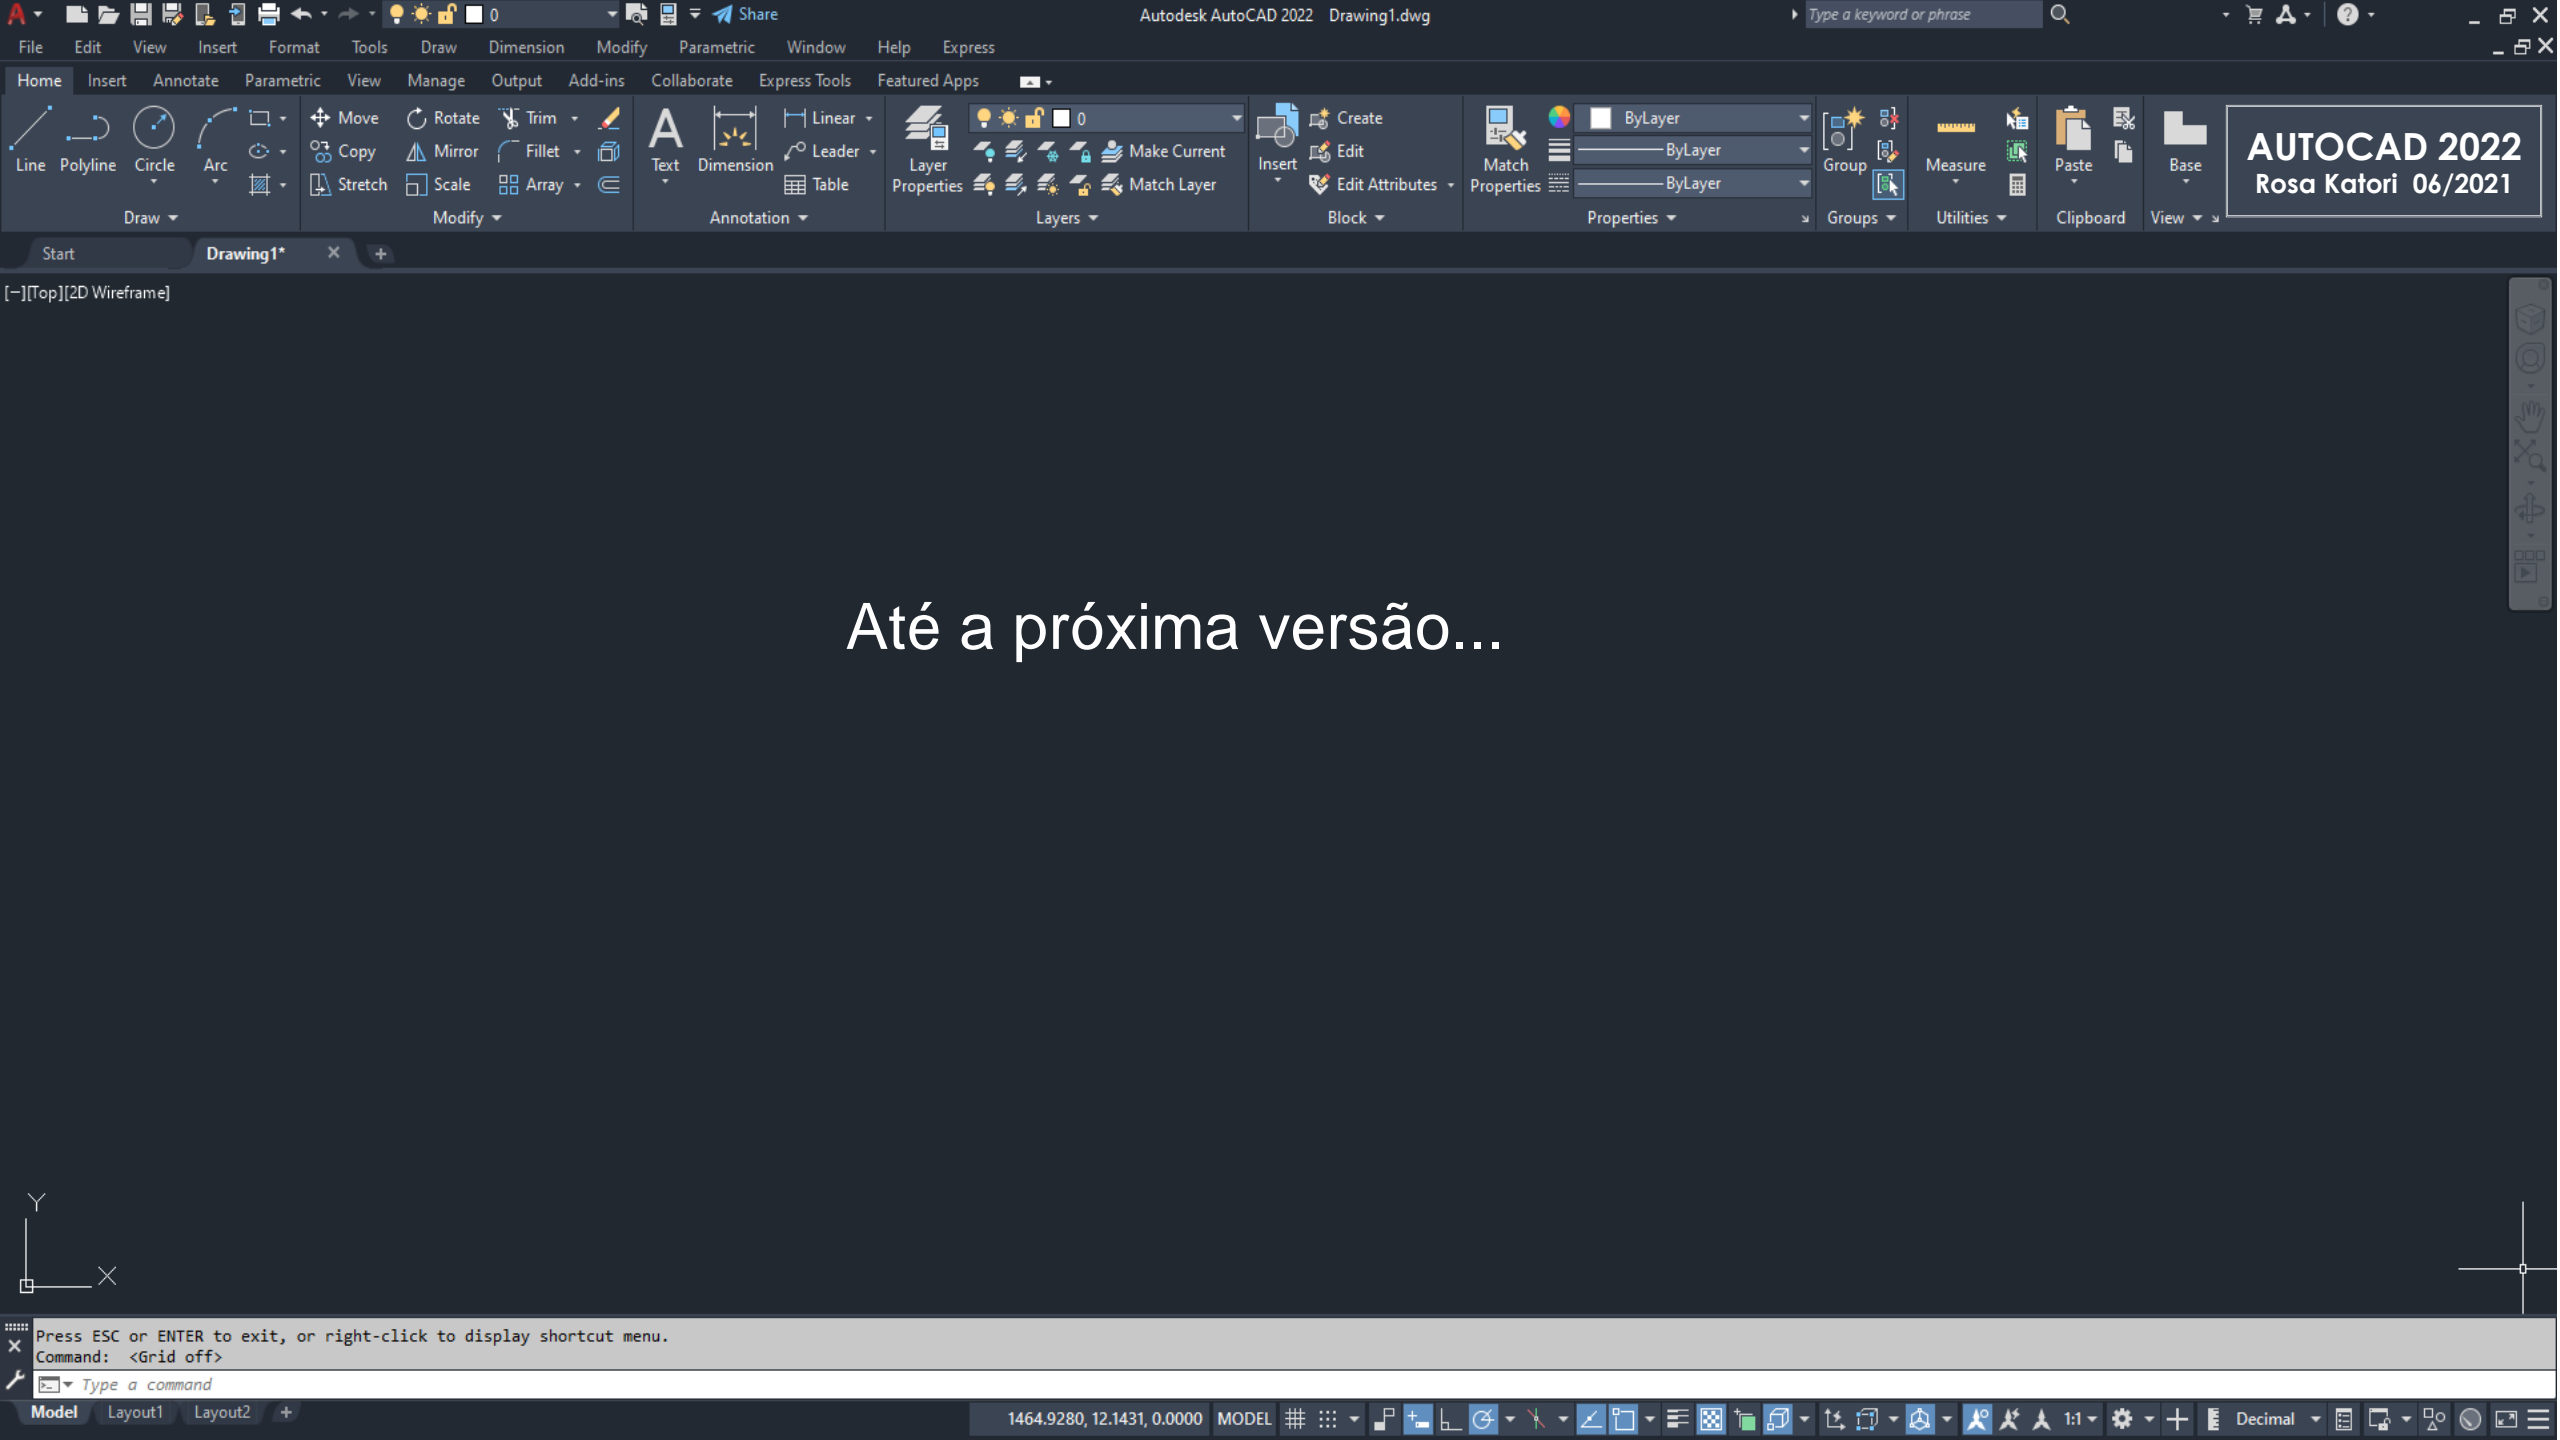 0 Share Autodesk AutoCAD 2022 Drawing1.dwg Type a keyword or phrase
File Edit View Insert Format Tools Draw Dimension Modify Parametric Window Help Express
Home Insert Annotate Parametric View Manage Output Add-ins Collaborate Express Tools Featured Apps
Line Polyline Circle Arc
Draw
Move Rotate Trim
Copy Mirror Fillet
Stretch Scale Array
Modify
Text Dimension
Linear
Leader
Table
Annotation
Layer
Properties
0
Make Current
Match Layer
Layers
Insert
Create
Edit
Edit Attributes
Block
Match
Properties
ByLayer
ByLayer
ByLayer
Properties
Group
Groups
Measure
Utilities
Paste
Clipboard
Base
View
AUTOCAD 2022
Rosa Katori 06/2021
Start Drawing1*
[−][Top][2D Wireframe]
Até a próxima versão...
Y
X
Press ESC or ENTER to exit, or right-click to display shortcut menu.
Command: <Grid off>
Type a command
Model Layout1 Layout2 +
1464.9280, 12.1431, 0.0000 MODEL 1:1 Decimal